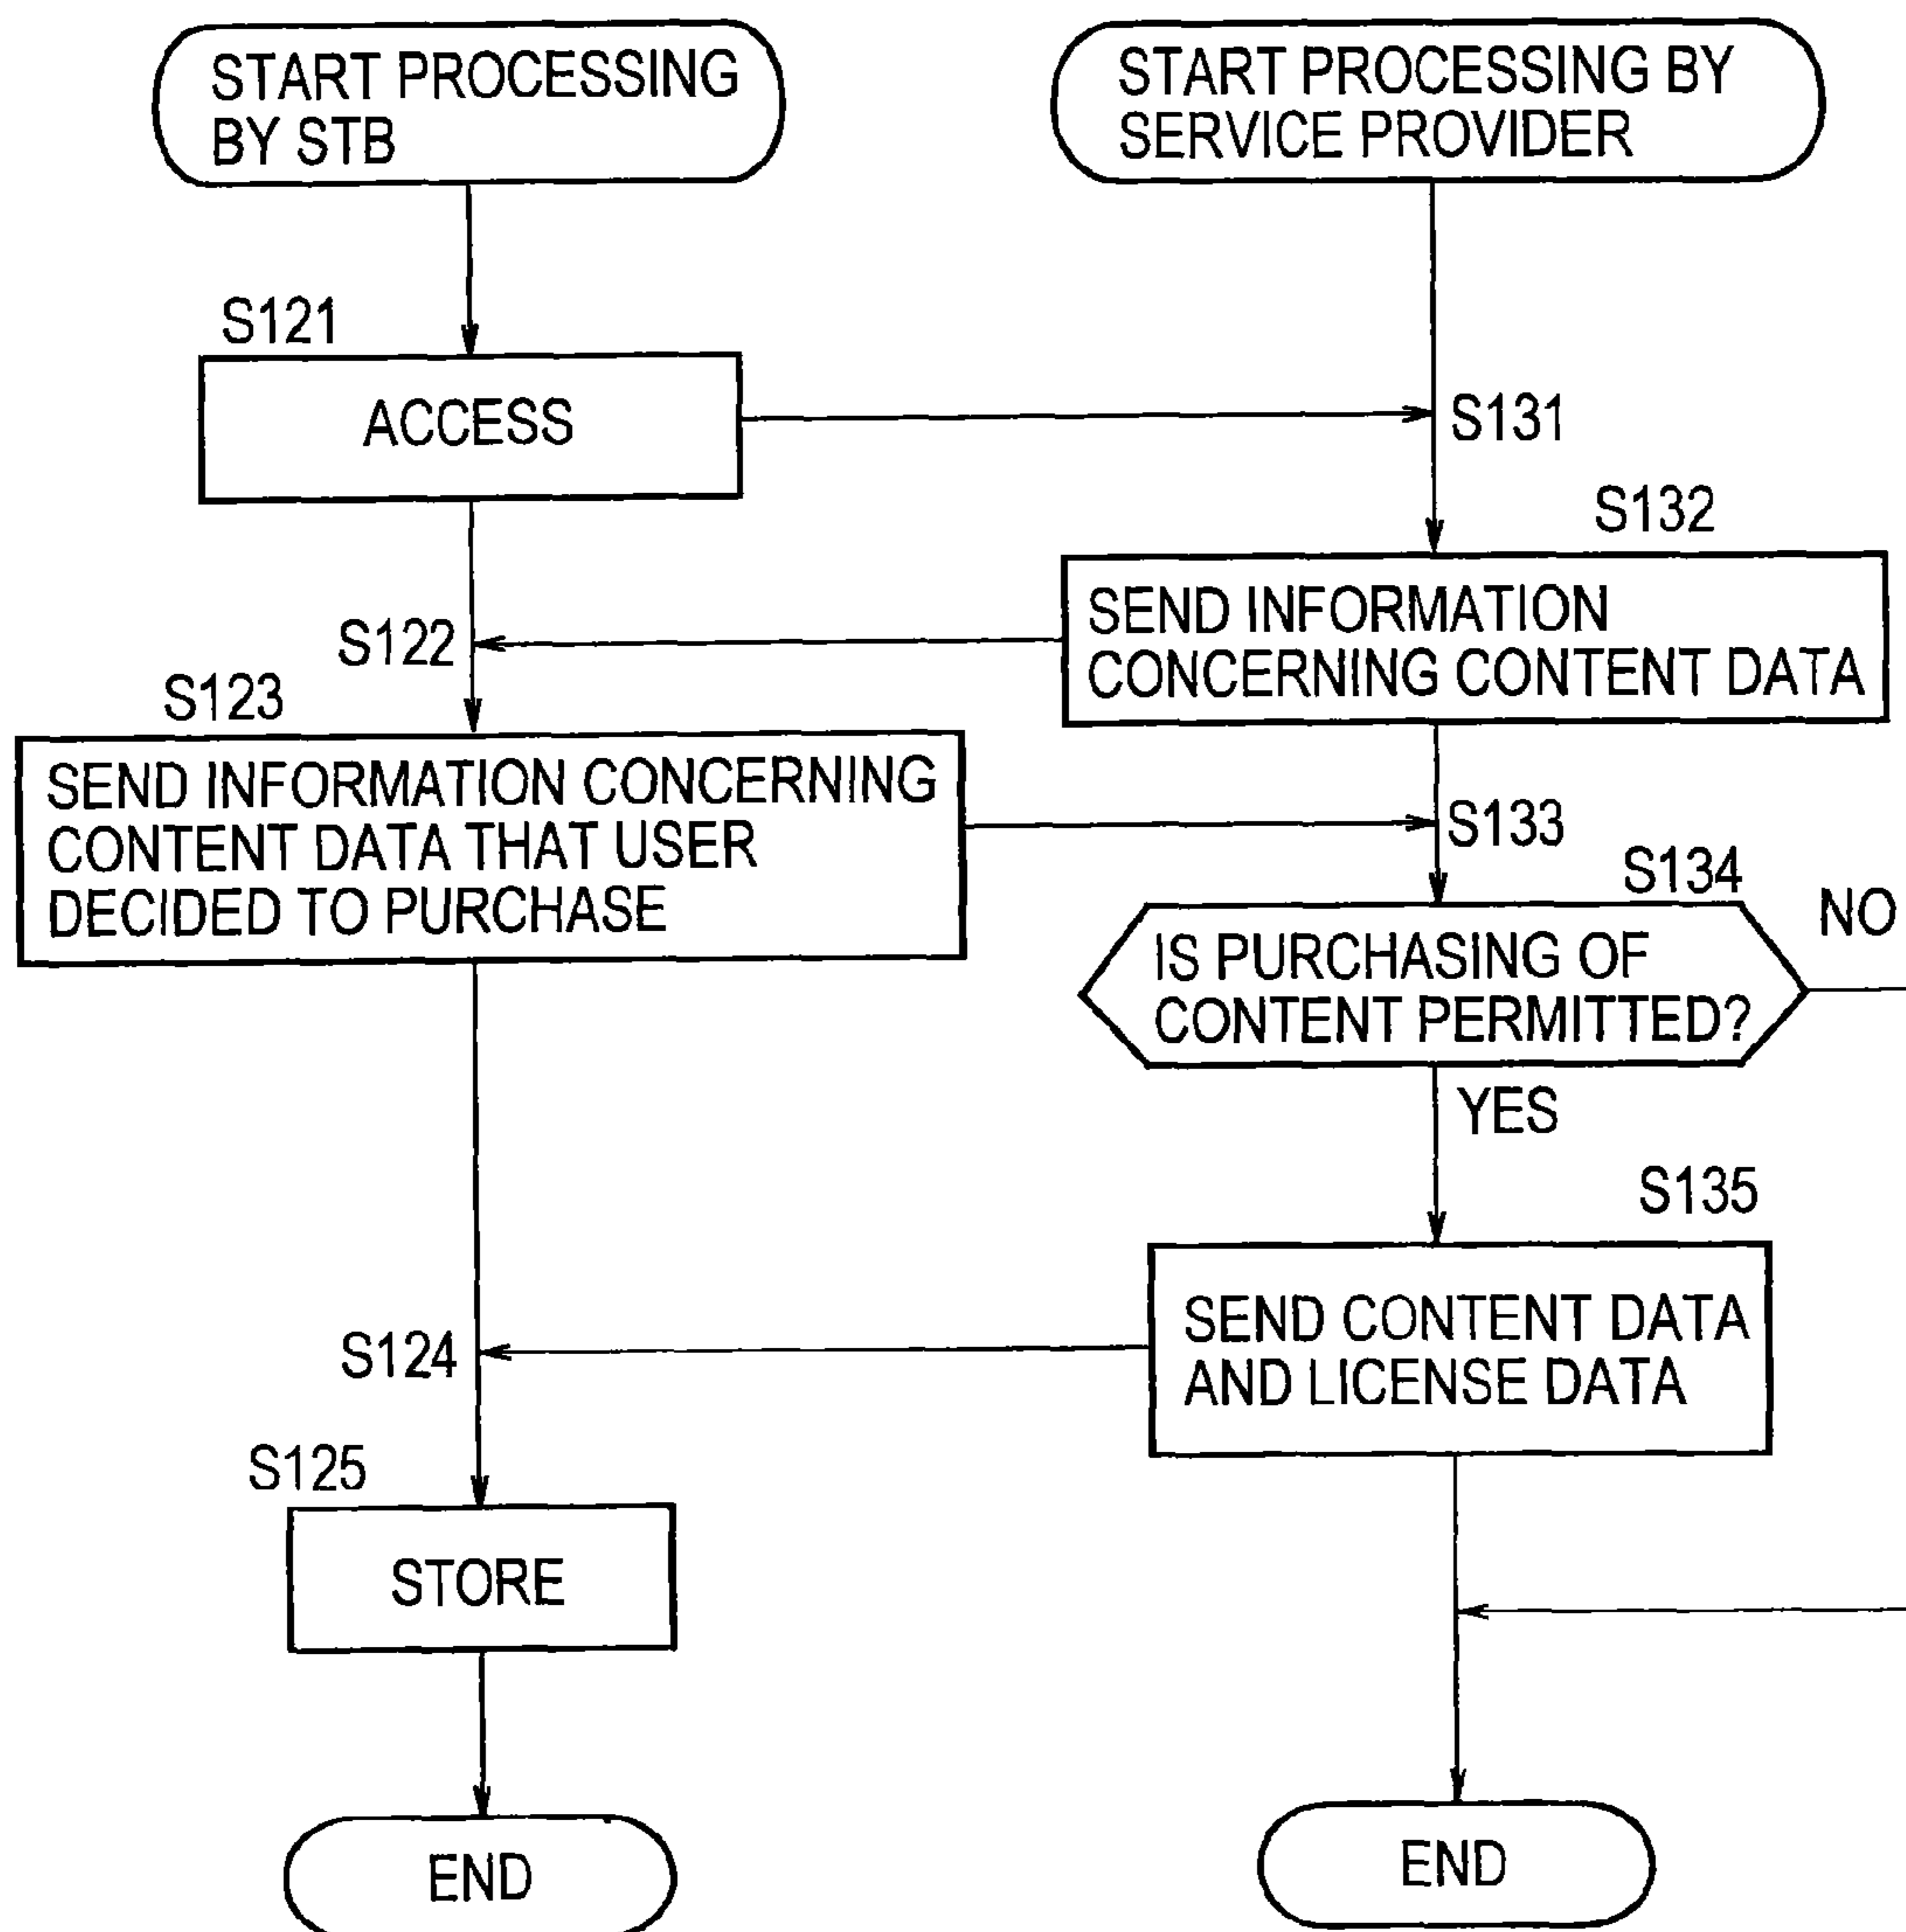 START PROCESSING
BY STB
START PROCESSING BY
SERVICE PROVIDER
S121
ACCESS
S131
S132
SEND INFORMATION
CONCERNING CONTENT DATA
S122
S123
SEND INFORMATION CONCERNING
CONTENT DATA THAT USER
DECIDED TO PURCHASE
S133
S134
NO
IS PURCHASING OF
CONTENT PERMITTED?
YES
S135
SEND CONTENT DATA
AND LICENSE DATA
S124
S125
STORE
END
END